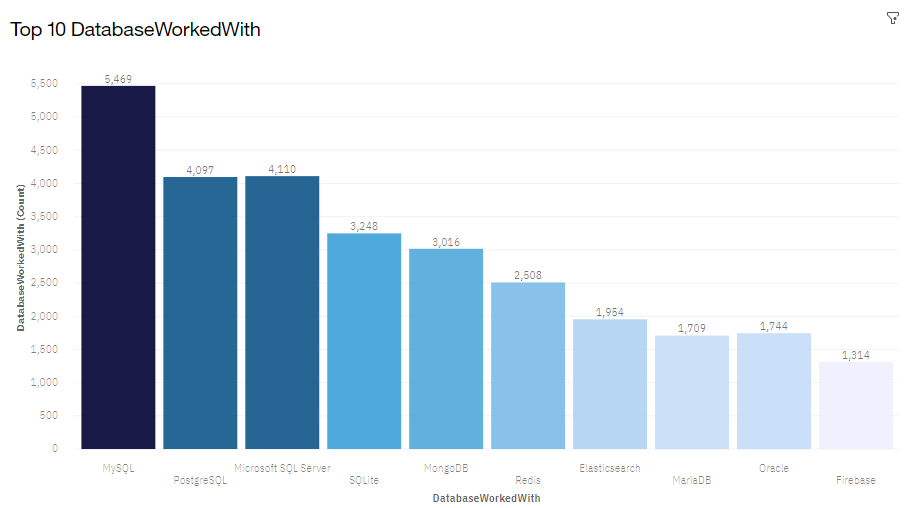 Top 10 DatabaseWorkedWith
5,500
5,000
4,500
4,000
3,500
3,000
2,500
2,000
1,500
1,000
500
0
DatabaseWorkedWith (Count)
5,469
4,097
4,110
3,248
3,016
2,508
1,954
1,709
1,744
1,314
MySQL
PostgreSQL
Microsoft SQL Server
SQLite
MongoDB
Redis
Elasticsearch
MariaDB
Oracle
Firebase
DatabaseWorkedWith